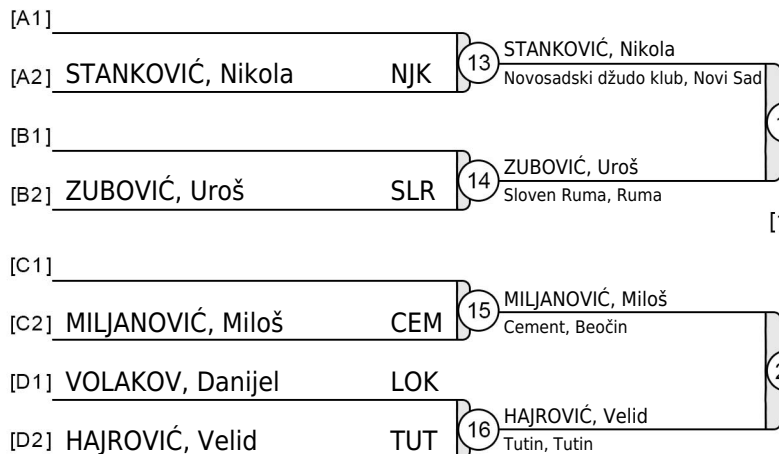 [A1]
[A2] STANKOVIĆ, Nikola NJK
13
STANKOVIĆ, Nikola
Novosadski džudo klub, Novi Sad
[B1]
[B2] ZUBOVIĆ, Uroš SLR
14
ZUBOVIĆ, Uroš
Sloven Ruma, Ruma
[C1]
[C2] MILJANOVIĆ, Miloš CEM
15
MILJANOVIĆ, Miloš
Cement, Beočin
[D1] VOLAKOV, Danijel LOK
[D2] HAJROVIĆ, Velid TUT
16
HAJROVIĆ, Velid
Tutin, Tutin